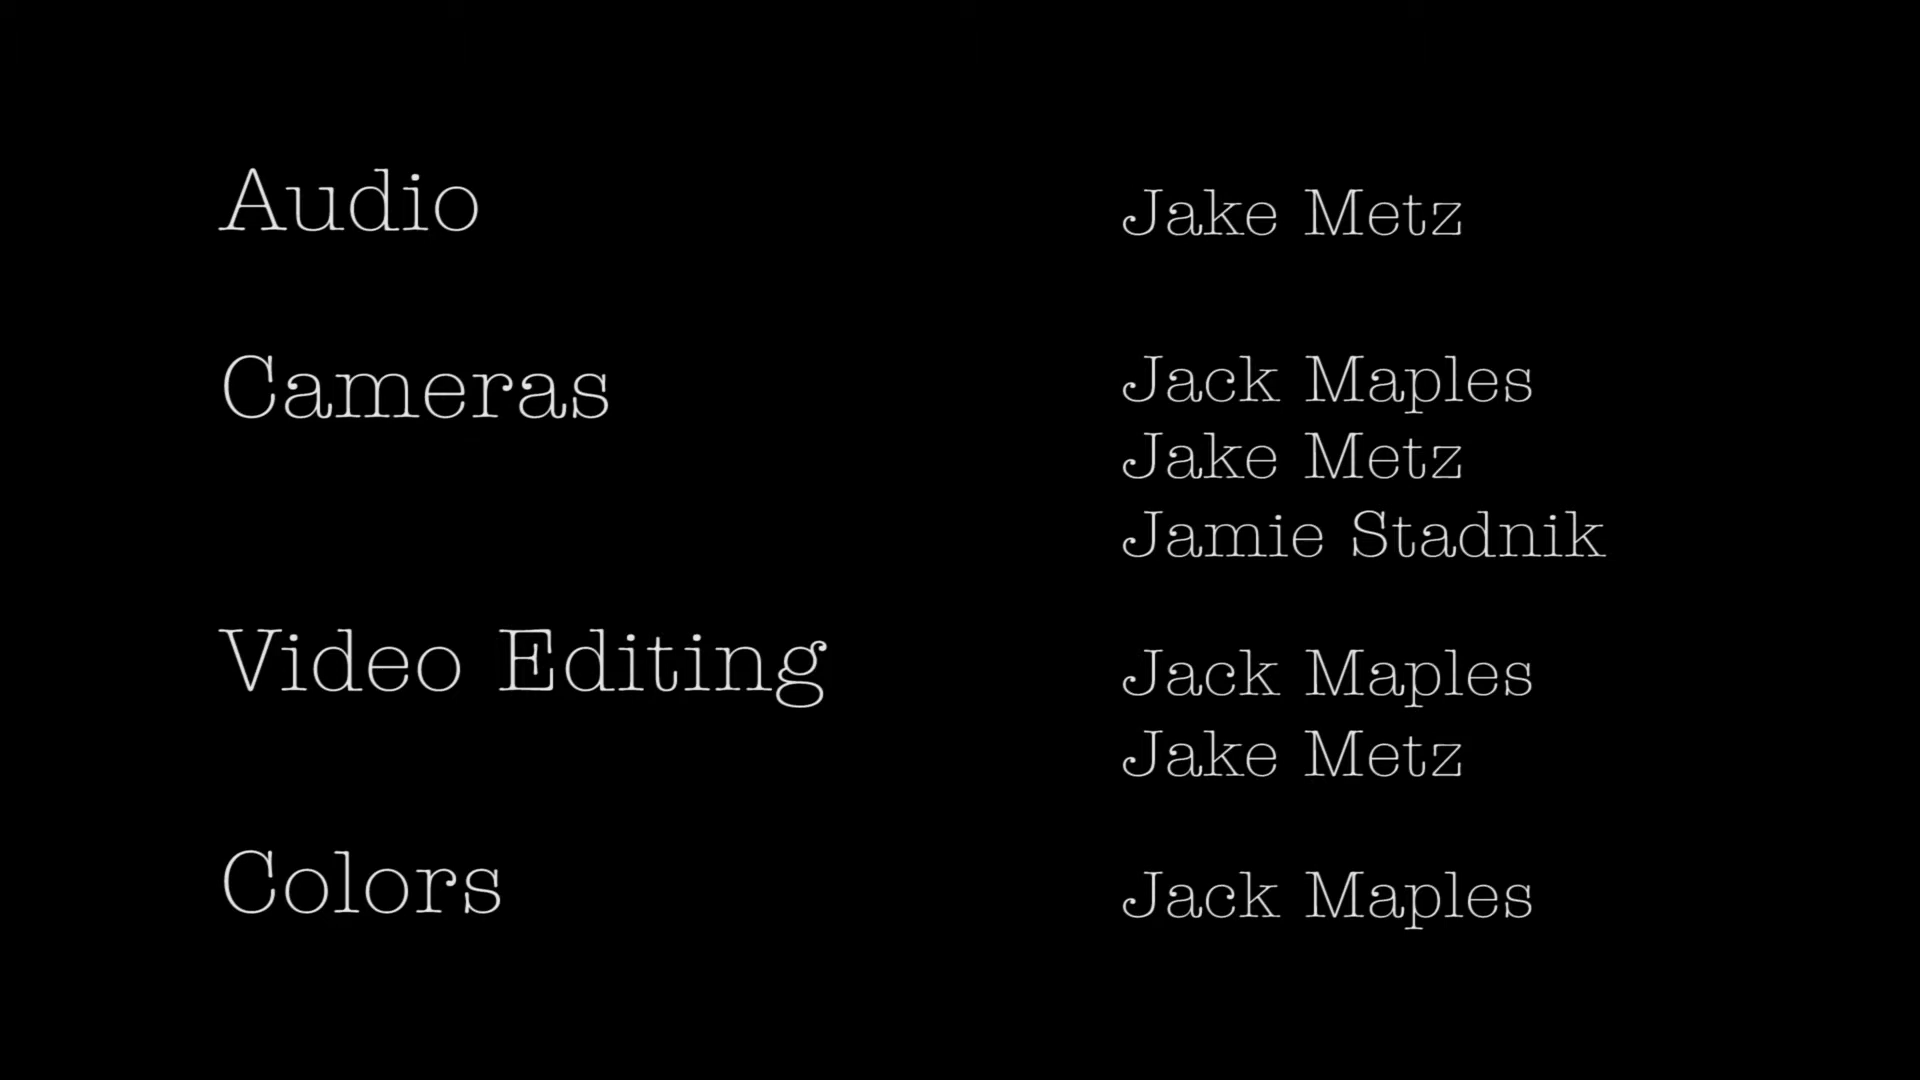 Audio Jake Metz
Cameras Jack Maples
Jake Metz
Jamie Stadnik
Video Editing Jack Maples
Jake Metz
Colors Jack Maples